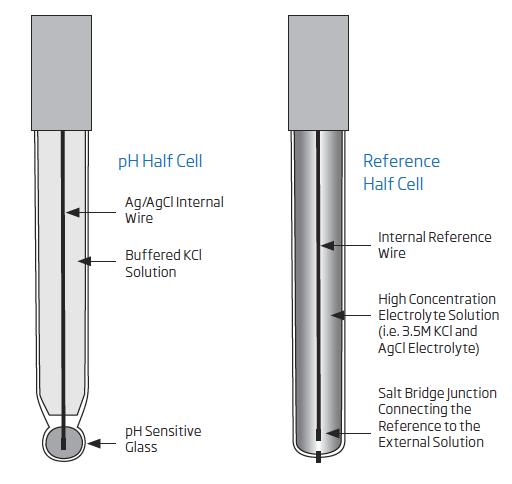 pH Half Cell
Ag/AgCl Internal
Wire
Buffered KCl
Solution
pH Sensitive
Glass
Reference
Half Cell
Internal Reference
Wire
High Concentration
Electrolyte Solution
(i.e. 3.5M KCl and
AgCl Electrolyte)
Salt Bridge Junction
Connecting the
Reference to the
External Solution